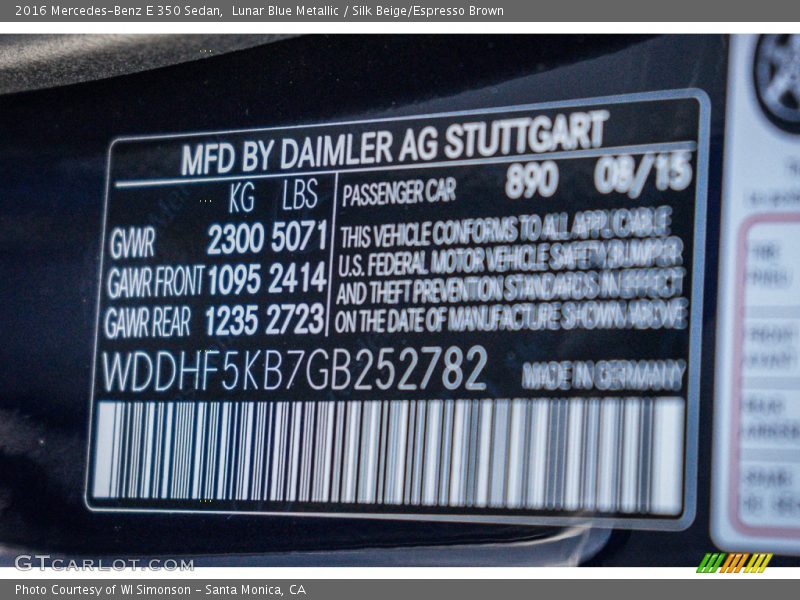 2016 Mercedes-Benz E 350 Sedan, Lunar Blue Metallic / Silk Beige/Espresso Brown
MFD BY DAIMLER AG STUTTGART
KG LBS
GVWR 2300 5071
GAWR FRONT 1095 2414
GAWR REAR 1235 2723
PASSENGER CAR 890 08/15
THIS VEHICLE CONFORMS TO ALL APPLICABLE
U.S. FEDERAL MOTOR VEHICLE SAFETY BUMPER
AND THEFT PREVENTION STANDARDS IN EFFECT
ON THE DATE OF MANUFACTURE SHOWN ABOVE
WDDHF5KB7GB252782
MADE IN GERMANY
GTCARLOT.COM
Photo Courtesy of WI Simonson - Santa Monica, CA